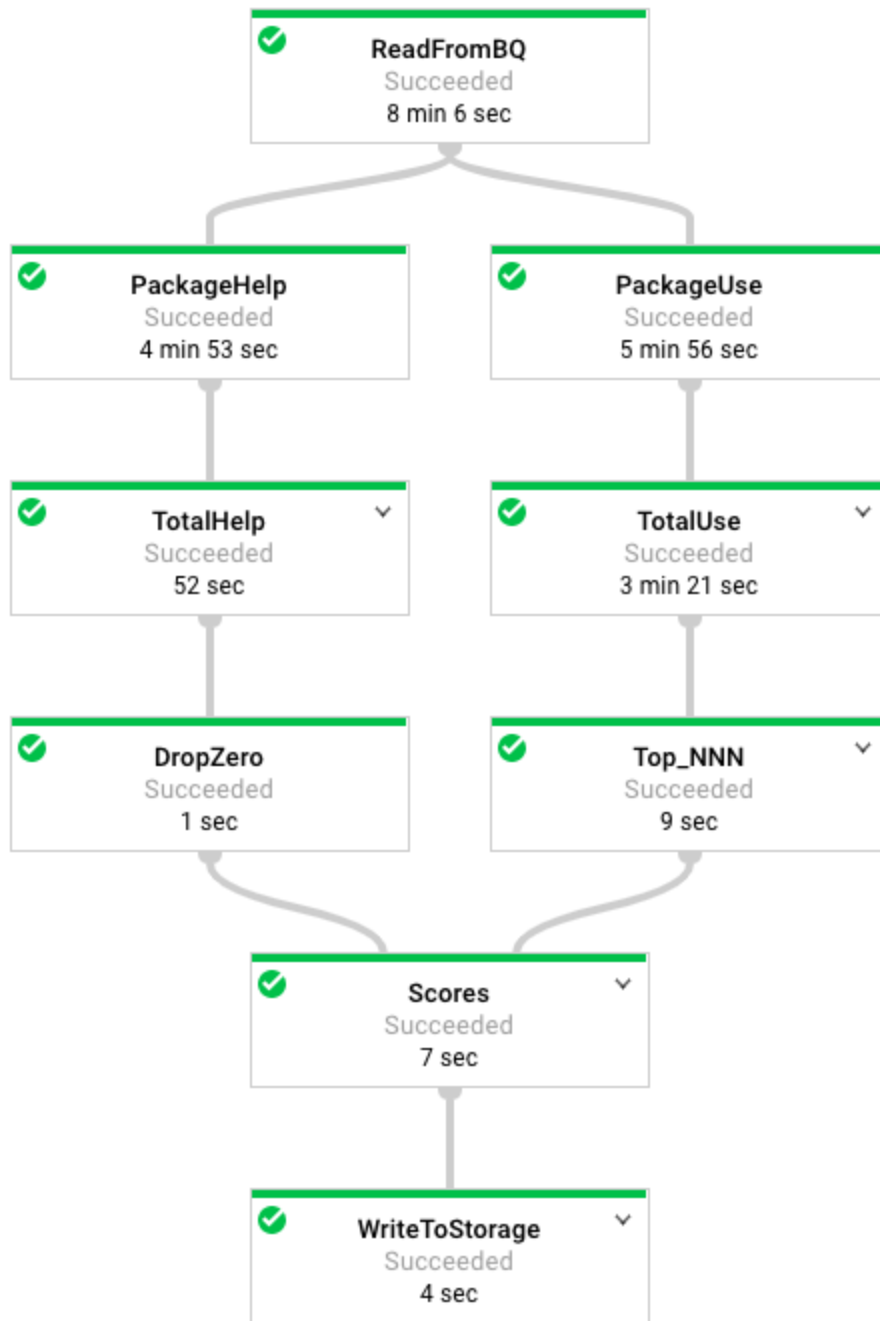 ReadFromBQ
Succeeded
8 min 6 sec
PackageHelp
Succeeded
4 min 53 sec
PackageUse
Succeeded
5 min 56 sec
TotalHelp
Succeeded
52 sec
TotalUse
Succeeded
3 min 21 sec
DropZero
Succeeded
1 sec
Top_NNN
Succeeded
9 sec
Scores
Succeeded
7 sec
WriteToStorage
Succeeded
4 sec